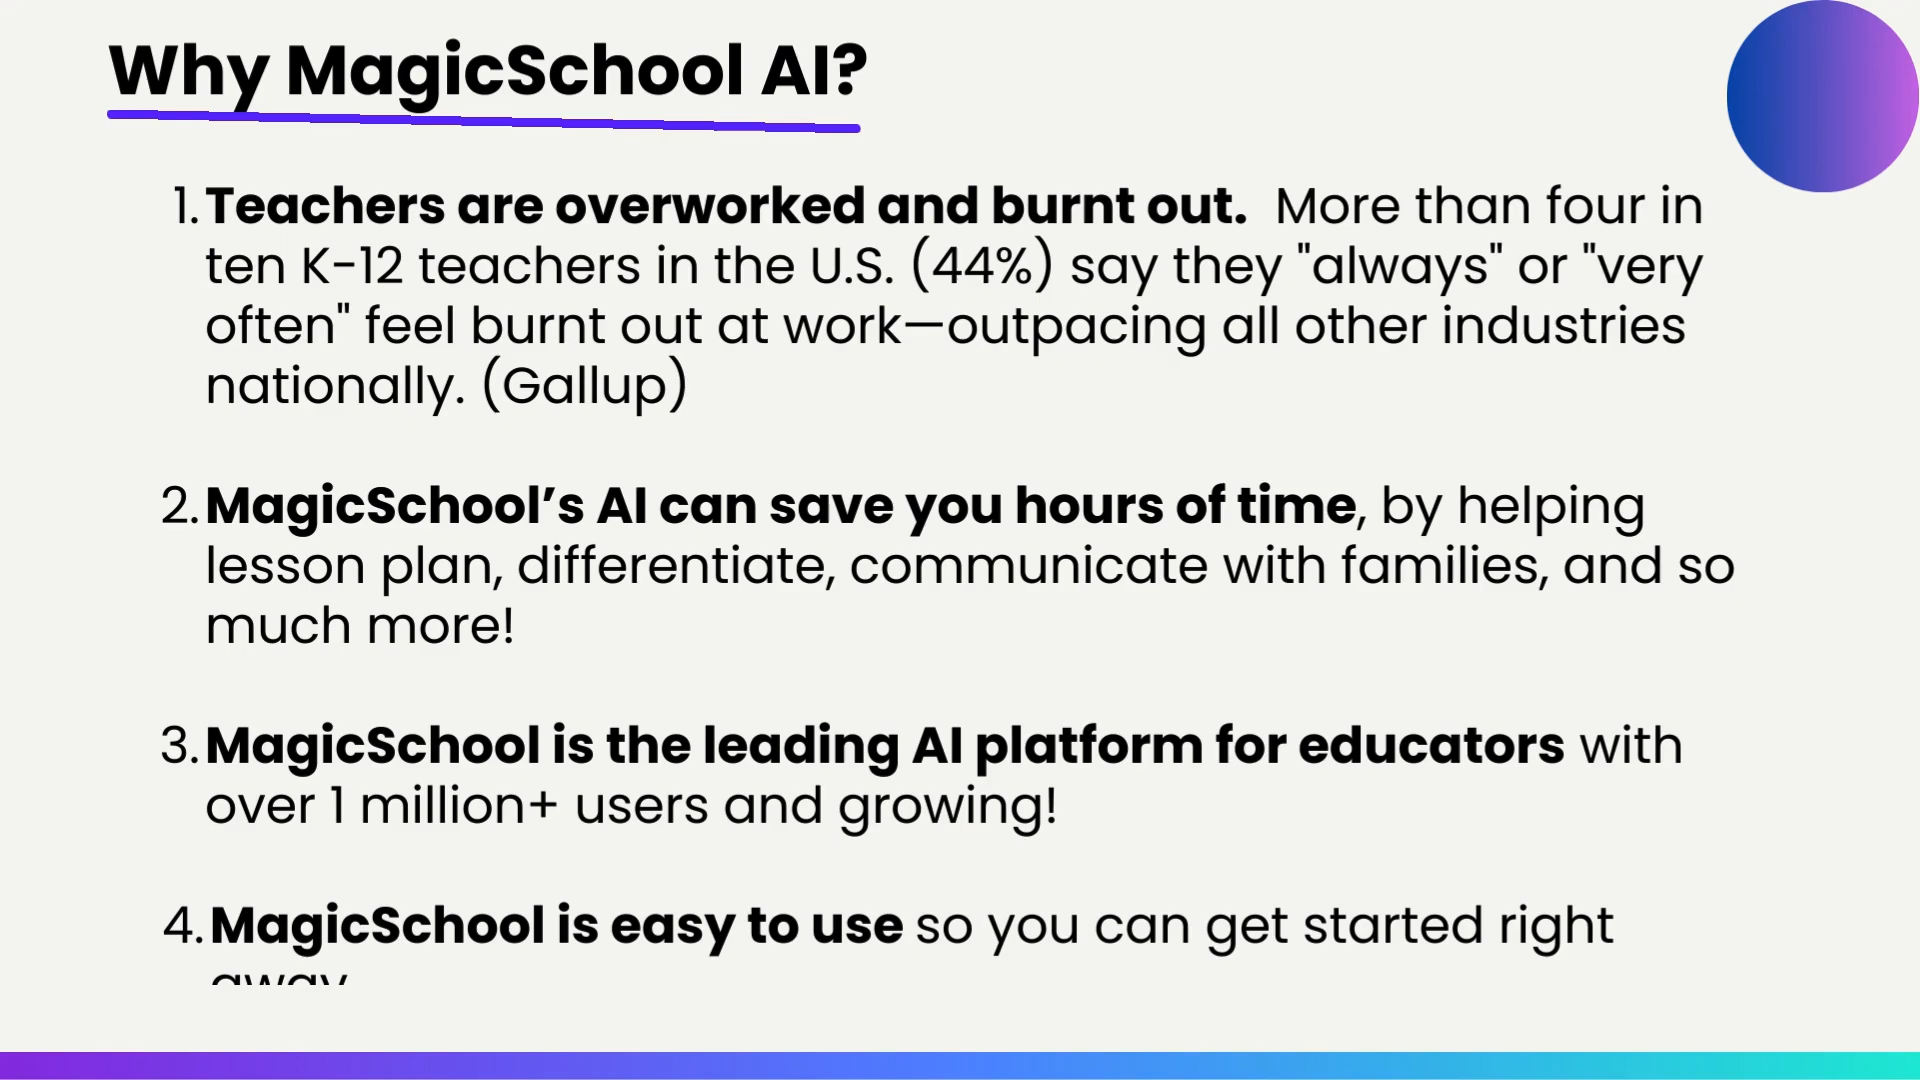 Why MagicSchool AI?
1. Teachers are overworked and burnt out.  More than four in
ten K-12 teachers in the U.S. (44%) say they "always" or "very
often" feel burnt out at work—outpacing all other industries
nationally. (Gallup)
2. MagicSchool’s AI can save you hours of time, by helping
lesson plan, differentiate, communicate with families, and so
much more!
3. MagicSchool is the leading AI platform for educators with
over 1 million+ users and growing!
4. MagicSchool is easy to use so you can get started right
away